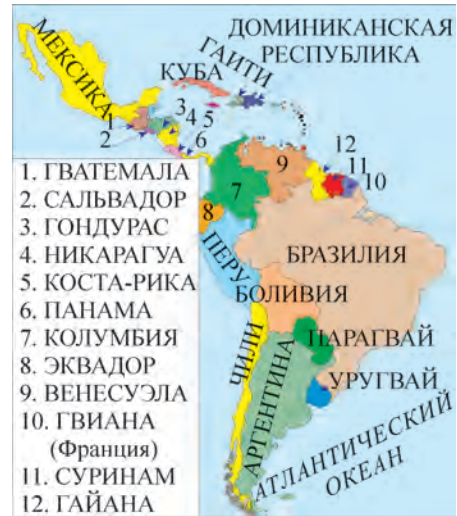 ДОМИНИКАНСКАЯ
РЕСПУБЛИКА
МЕКСИКА
ГАИТИ
КУБА
1
2
3
4
5
6
12
11
10
9
7
8
1. ГВАТЕМАЛА
2. САЛЬВАДОР
3. ГОНДУРАС
4. НИКАРАГУА
5. КОСТА-РИКА
6. ПАНАМА
7. КОЛУМБИЯ
8. ЭКВАДОР
9. ВЕНЕСУЭЛА
10. ГВИАНА
(Франция)
11. СУРИНАМ
12. ГАЙАНА
ПЕРУ
БРАЗИЛИЯ
БОЛИВИЯ
ЧИЛИ
ПАРАГВАЙ
АРГЕНТИНА
УРУГВАЙ
АТЛАНТИЧЕСКИЙ
ОКЕАН